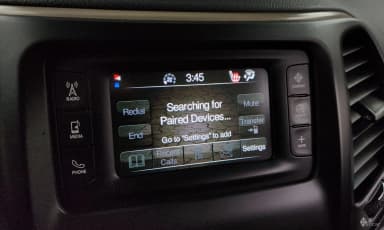 3:45
RADIO
Redial
Searching for
Paired Devices...
Mute
MEDIA
End
Transfer
Go to "Settings" to add
PHONE
Recent
Calls
Settings